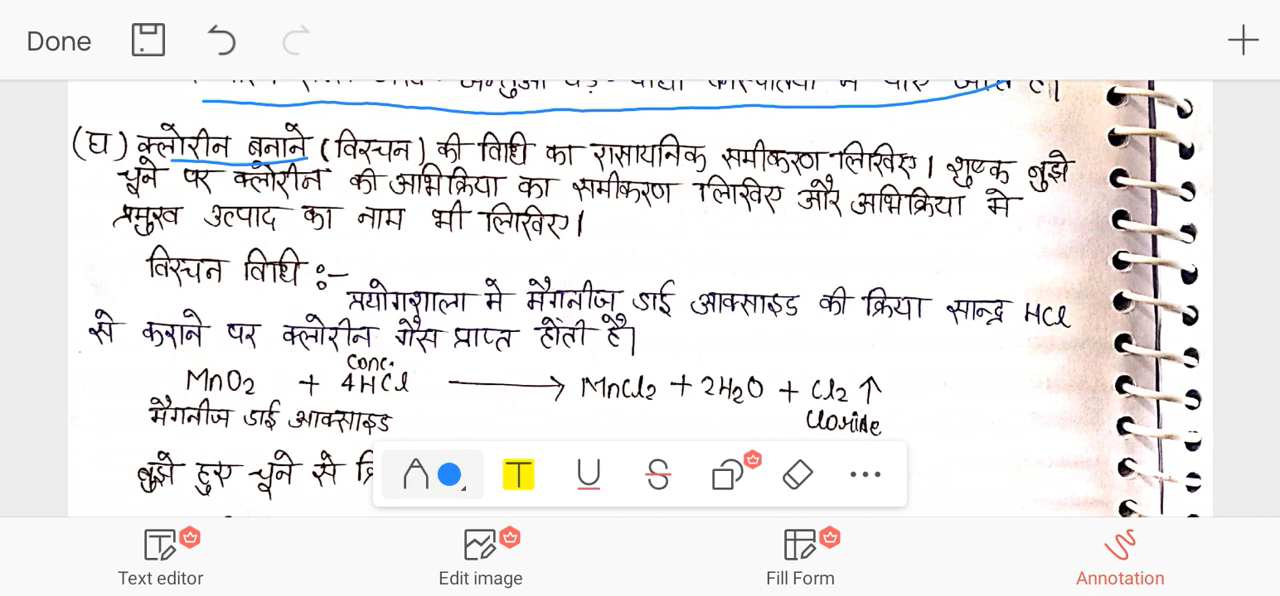 Done
(घ) क्लोरीन बनाने (विरचन) की विधि का रासायनिक समीकरण लिखिए। शुष्क बुझे
चूने पर क्लोरीन की अभिक्रिया का समीकरण लिखिए और अभिक्रिया मे
प्रमुख उत्पाद का नाम भी लिखिए।
विरचन विधि :-
प्रयोगशाला मे मैगनीज डाई आक्साइड की क्रिया सान्द्र HCl
से कराने पर क्लोरीन गैस प्राप्त होती है।
conc.
MnO2 + 4HCl ⟶ MnCl2 + 2H2O + Cl2 ↑
मैगनीज डाई आक्साइड Cloride
बुझे हुए चूने से
Text editor Edit image Fill Form Annotation